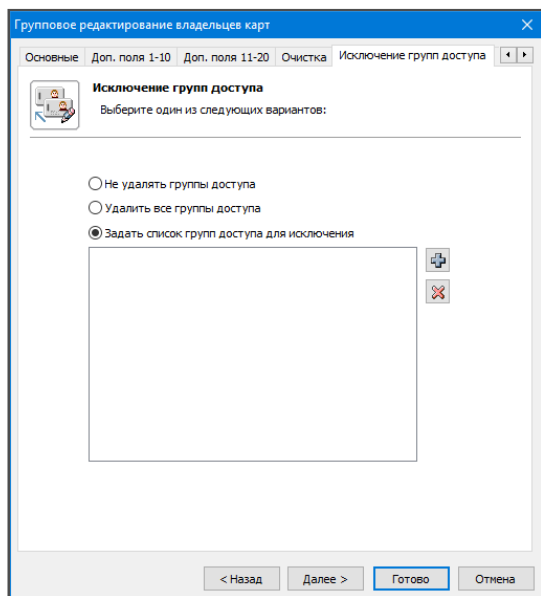 Групповое редактирование владельцев карт
Основные Доп. поля 1-10 Доп. поля 11-20 Очистка Исключение групп доступа
Исключение групп доступа
Выберите один из следующих вариантов:
Не удалять группы доступа
Удалить все группы доступа
Задать список групп доступа для исключения
< Назад Далее > Готово Отмена